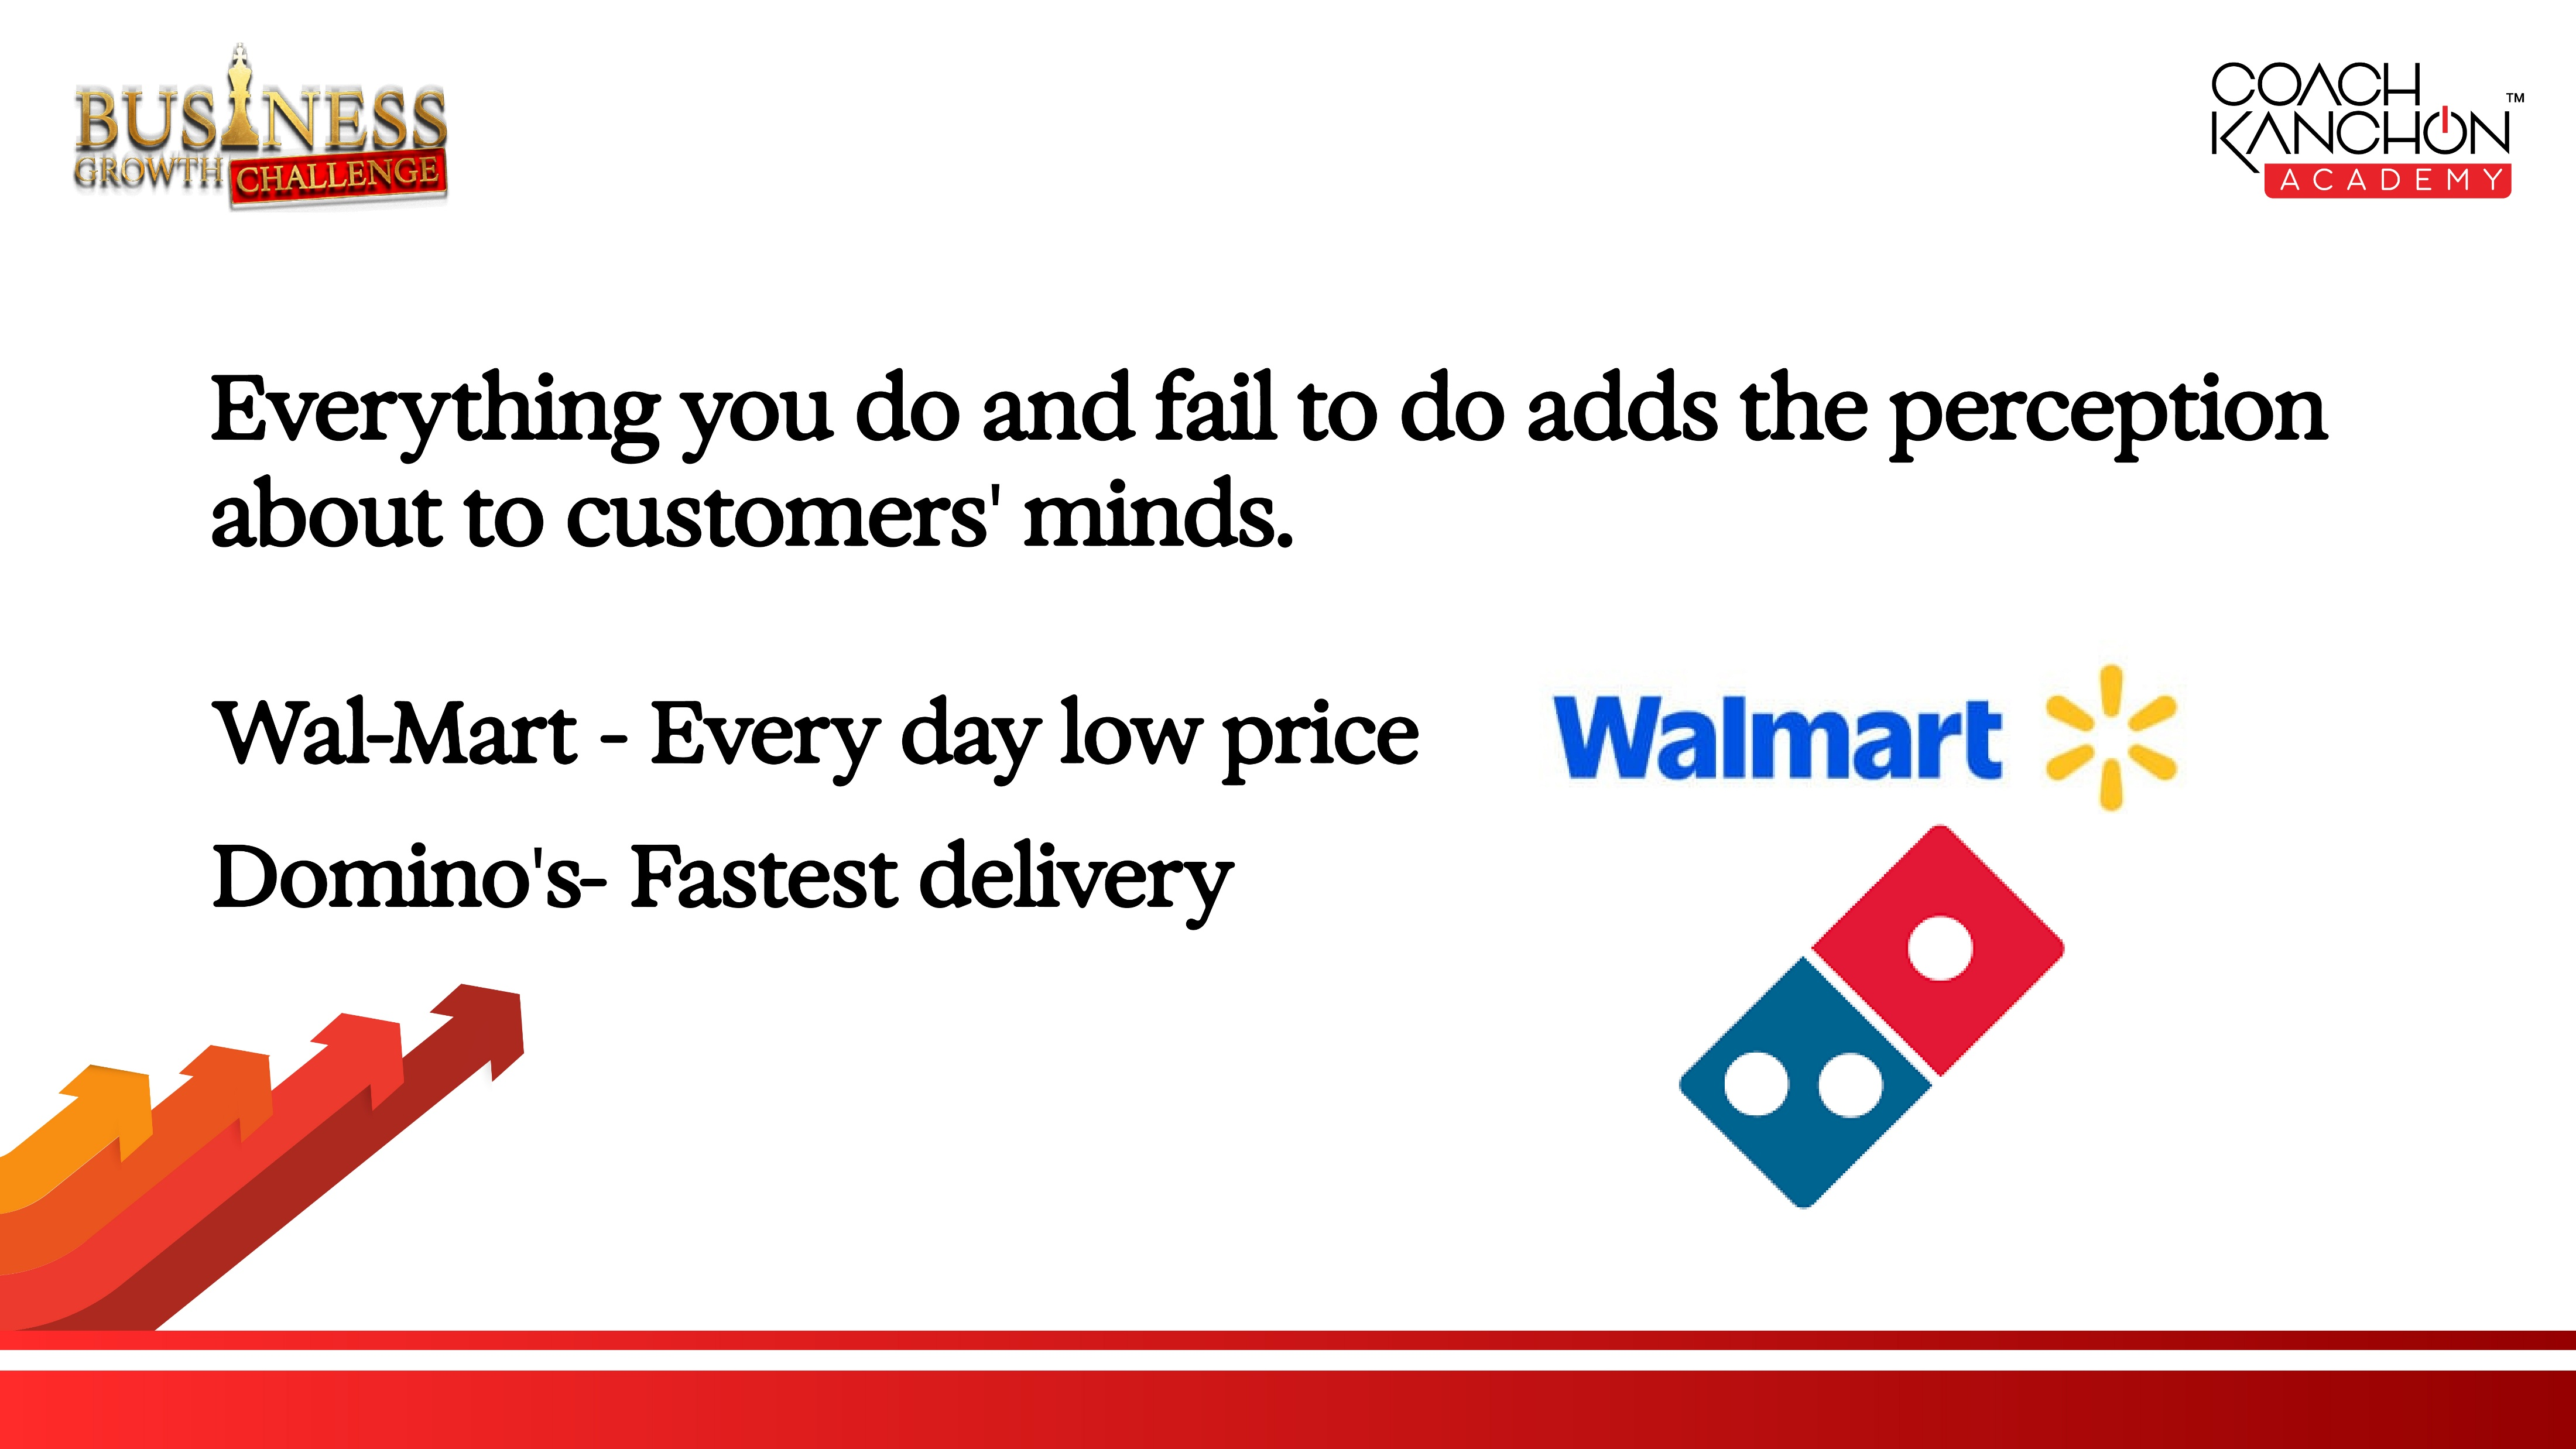 BUSINESS
GROWTH CHALLENGE
COACH
KANCHON™
ACADEMY
Everything you do and fail to do adds the perception
about to customers' minds.
Wal-Mart - Every day low price
Walmart
Domino's- Fastest delivery